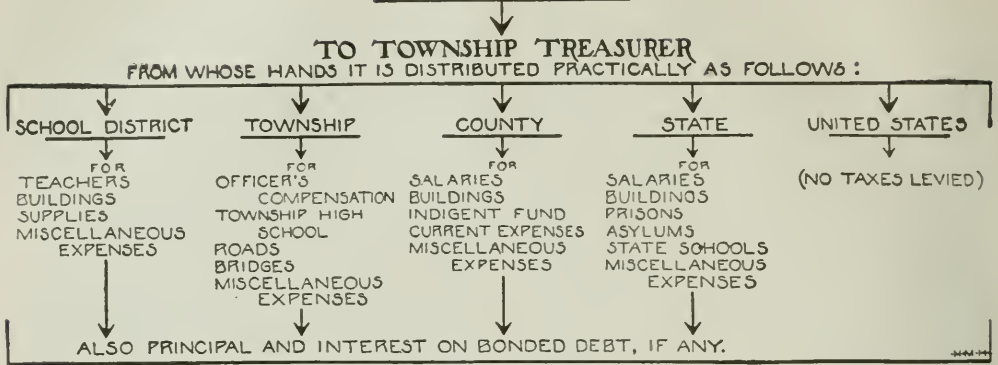 TO TOWNSHIP TREASURER
FROM WHOSE HANDS IT IS DISTRIBUTED PRACTICALLY AS FOLLOWS:
SCHOOL DISTRICT
FOR
TEACHERS
BUILDINGS
SUPPLIES
MISCELLANEOUS
EXPENSES
TOWNSHIP
FOR
OFFICER'S
COMPENSATION
TOWNSHIP HIGH
SCHOOL
ROADS
BRIDGES
MISCELLANEOUS
EXPENSES
COUNTY
FOR
SALARIES
BUILDINGS
INDIGENT FUND
CURRENT EXPENSES
MISCELLANEOUS
EXPENSES
STATE
FOR
SALARIES
BUILDINGS
PRISONS
ASYLUMS
STATE SCHOOLS
MISCELLANEOUS
EXPENSES
UNITED STATES
(NO TAXES LEVIED)
ALSO PRINCIPAL AND INTEREST ON BONDED DEBT, IF ANY.